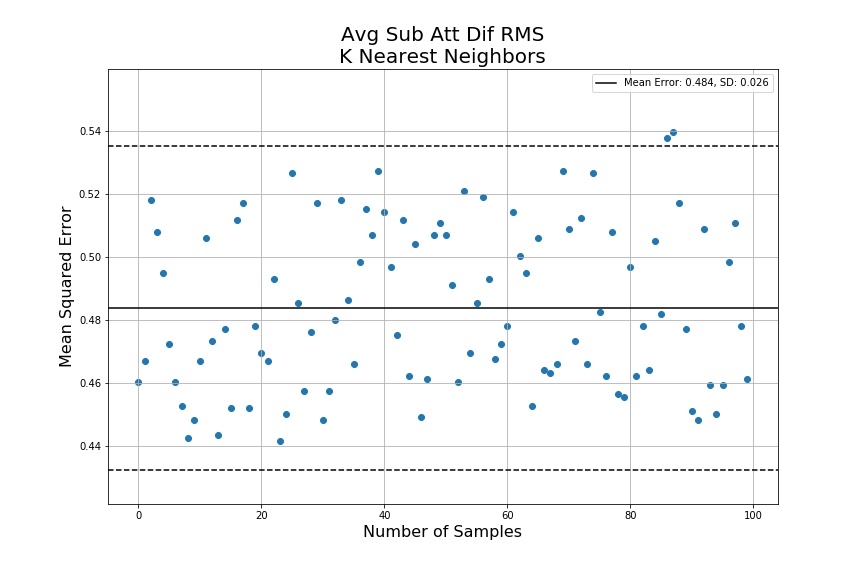 Avg Sub Att Dif RMS
K Nearest Neighbors
Mean Error: 0.484, SD: 0.026
Mean Squared Error
0.54
0.52
0.50
0.48
0.46
0.44
0 20 40 60 80 100
Number of Samples